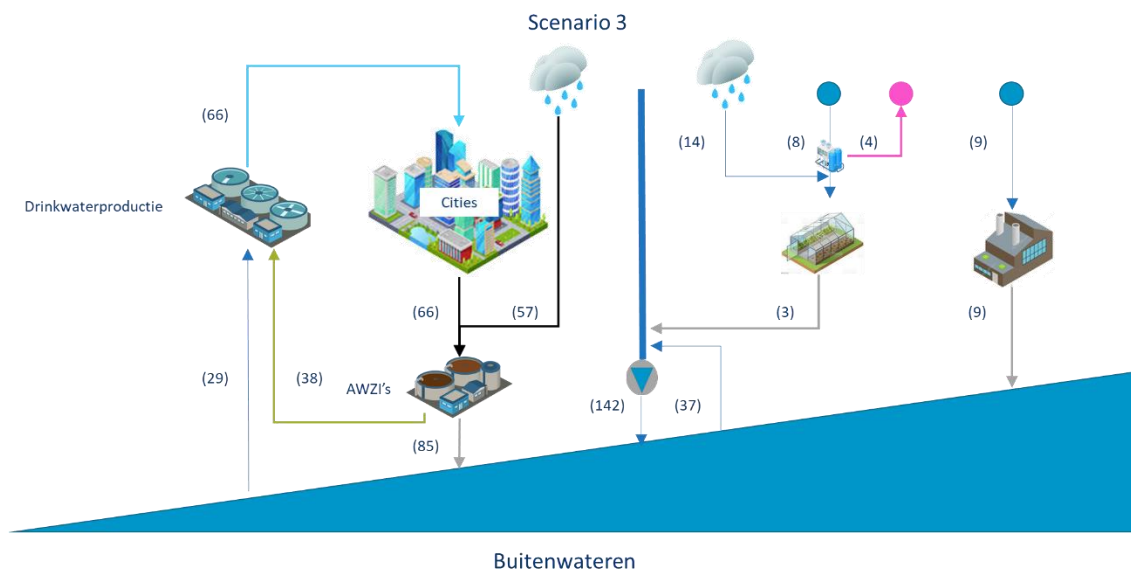 Scenario 3
(66)
(14)
(8)
(4)
(9)
Drinkwaterproductie
Cities
(66)
(57)
(3)
(9)
(29)
(38)
AWZI's
(142)
(37)
(85)
Buitenwateren